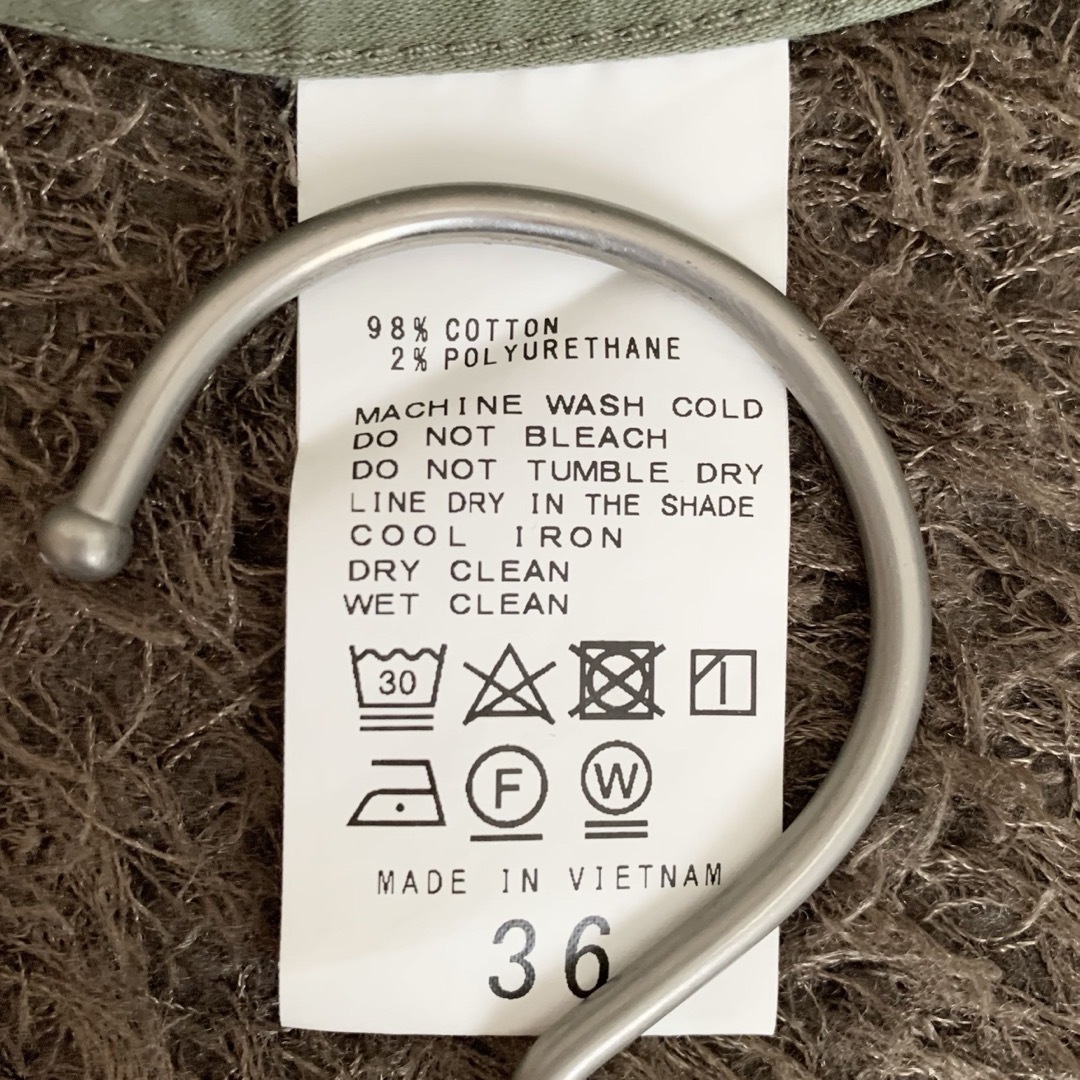 98% COTTON
2% POLYURETHANE
MACHINE WASH COLD
DO NOT BLEACH
DO NOT TUMBLE DRY
LINE DRY IN THE SHADE
COOL IRON
DRY CLEAN
WET CLEAN
30
F W
MADE IN VIETNAM
36